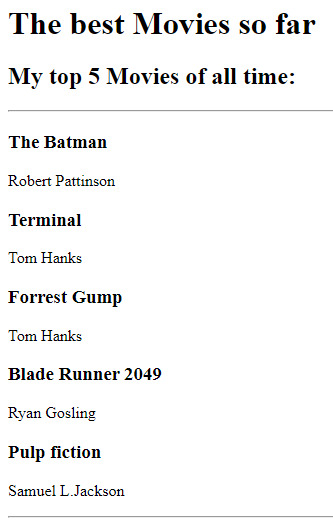 The best Movies so far
My top 5 Movies of all time:
The Batman
Robert Pattinson
Terminal
Tom Hanks
Forrest Gump
Tom Hanks
Blade Runner 2049
Ryan Gosling
Pulp fiction
Samuel L.Jackson